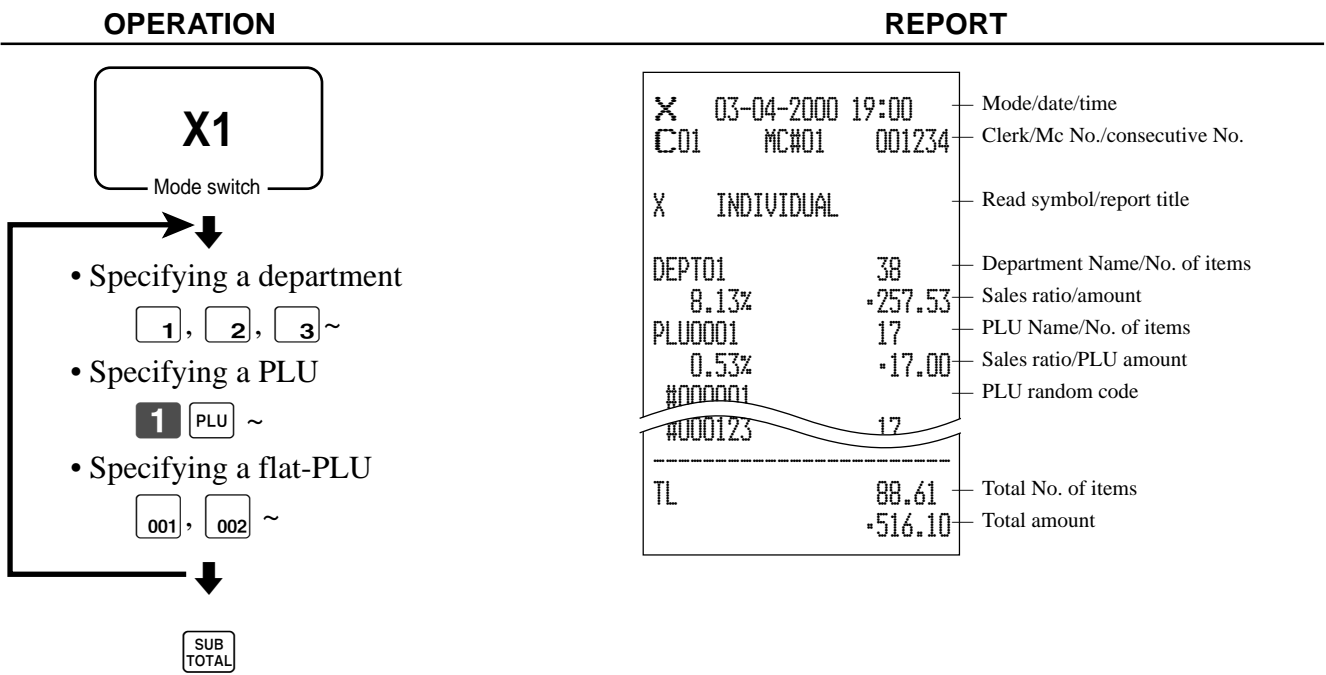 OPERATION
REPORT
X1
Mode switch
• Specifying a department
1, 2, 3~
• Specifying a PLU
1 PLU ~
• Specifying a flat-PLU
001, 002 ~
SUB
TOTAL
X 03-04-2000 19:00 Mode/date/time
C01 MC#01 001234 Clerk/Mc No./consecutive No.
X INDIVIDUAL Read symbol/report title
DEPT01 38 Department Name/No. of items
8.13% •257.53 Sales ratio/amount
PLU0001 17 PLU Name/No. of items
0.53% •17.00 Sales ratio/PLU amount
#000001 PLU random code
#000123 17
TL 88.61 Total No. of items
•516.10 Total amount